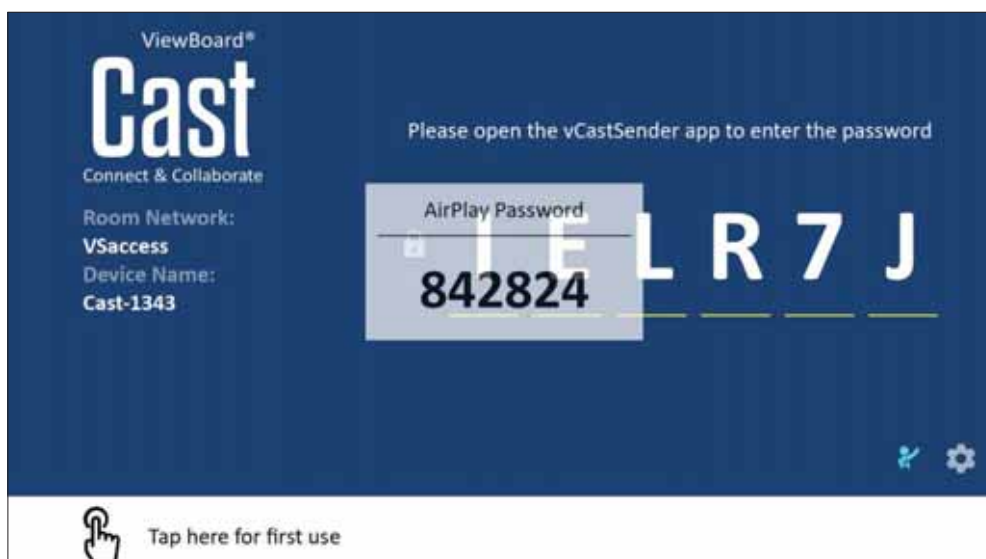 ViewBoard®
Cast
Connect & Collaborate
Please open the vCastSender app to enter the password
Room Network:
VSaccess
Device Name:
Cast-1343
AirPlay Password
842824
I E L R 7 J
Tap here for first use